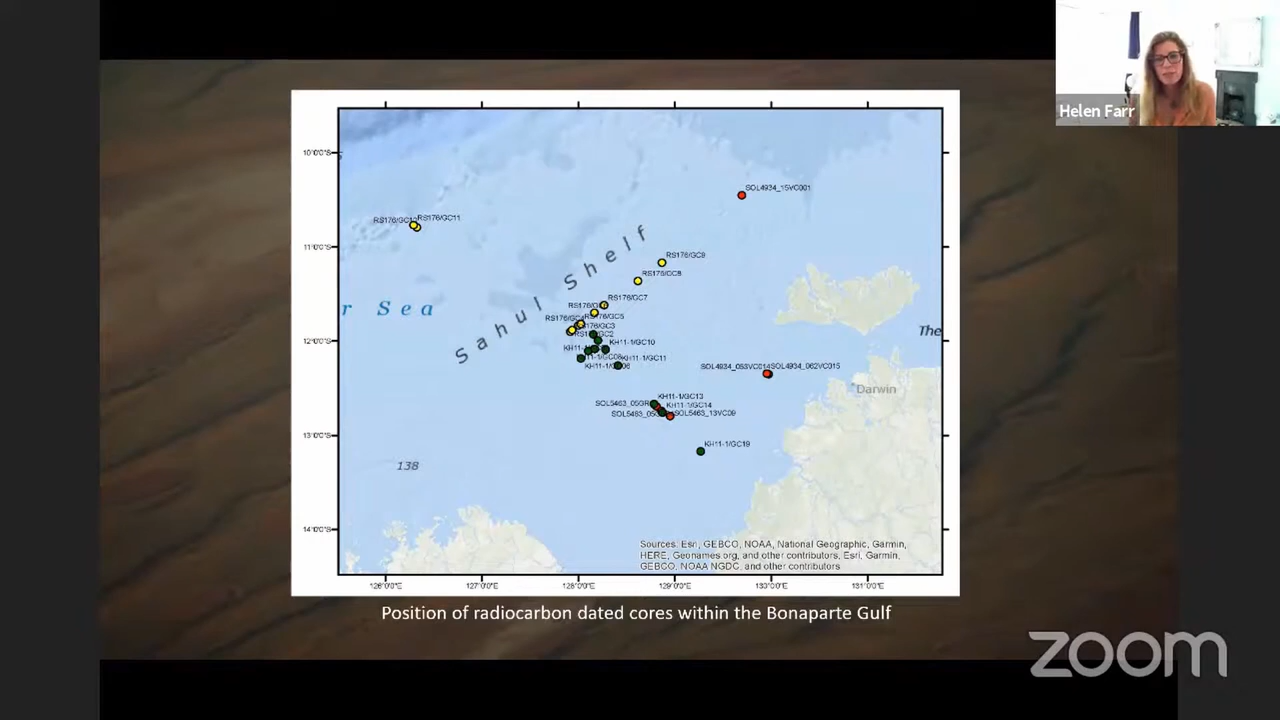 Helen Farr
10°0'0"S
SOL4934_15VC001
RS176/GC11
11°0'0"S
RS176/GC9
RS176/GC8
Sahul Shelf
RS176/GC7
r Sea
RS176/GC5
RS176/GC4
RS176/GC3
The
12°0'0"S
KH11-1/GC10
KH11-1/GC11
SOL4934_053VC014
SOL4934_062VC015
Darwin
KH11-1/GC13
KH11-1/GC14
SOL5463_13VC09
13°0'0"S
KH11-1/GC19
138
14°0'0"S
Sources: Esri, GEBCO, NOAA, National Geographic, Garmin,
HERE, Geonames.org, and other contributors, Esri, Garmin,
GEBCO, NOAA NGDC, and other contributors
126°0'0"E 127°0'0"E 128°0'0"E 129°0'0"E 130°0'0"E 131°0'0"E
Position of radiocarbon dated cores within the Bonaparte Gulf
zoom